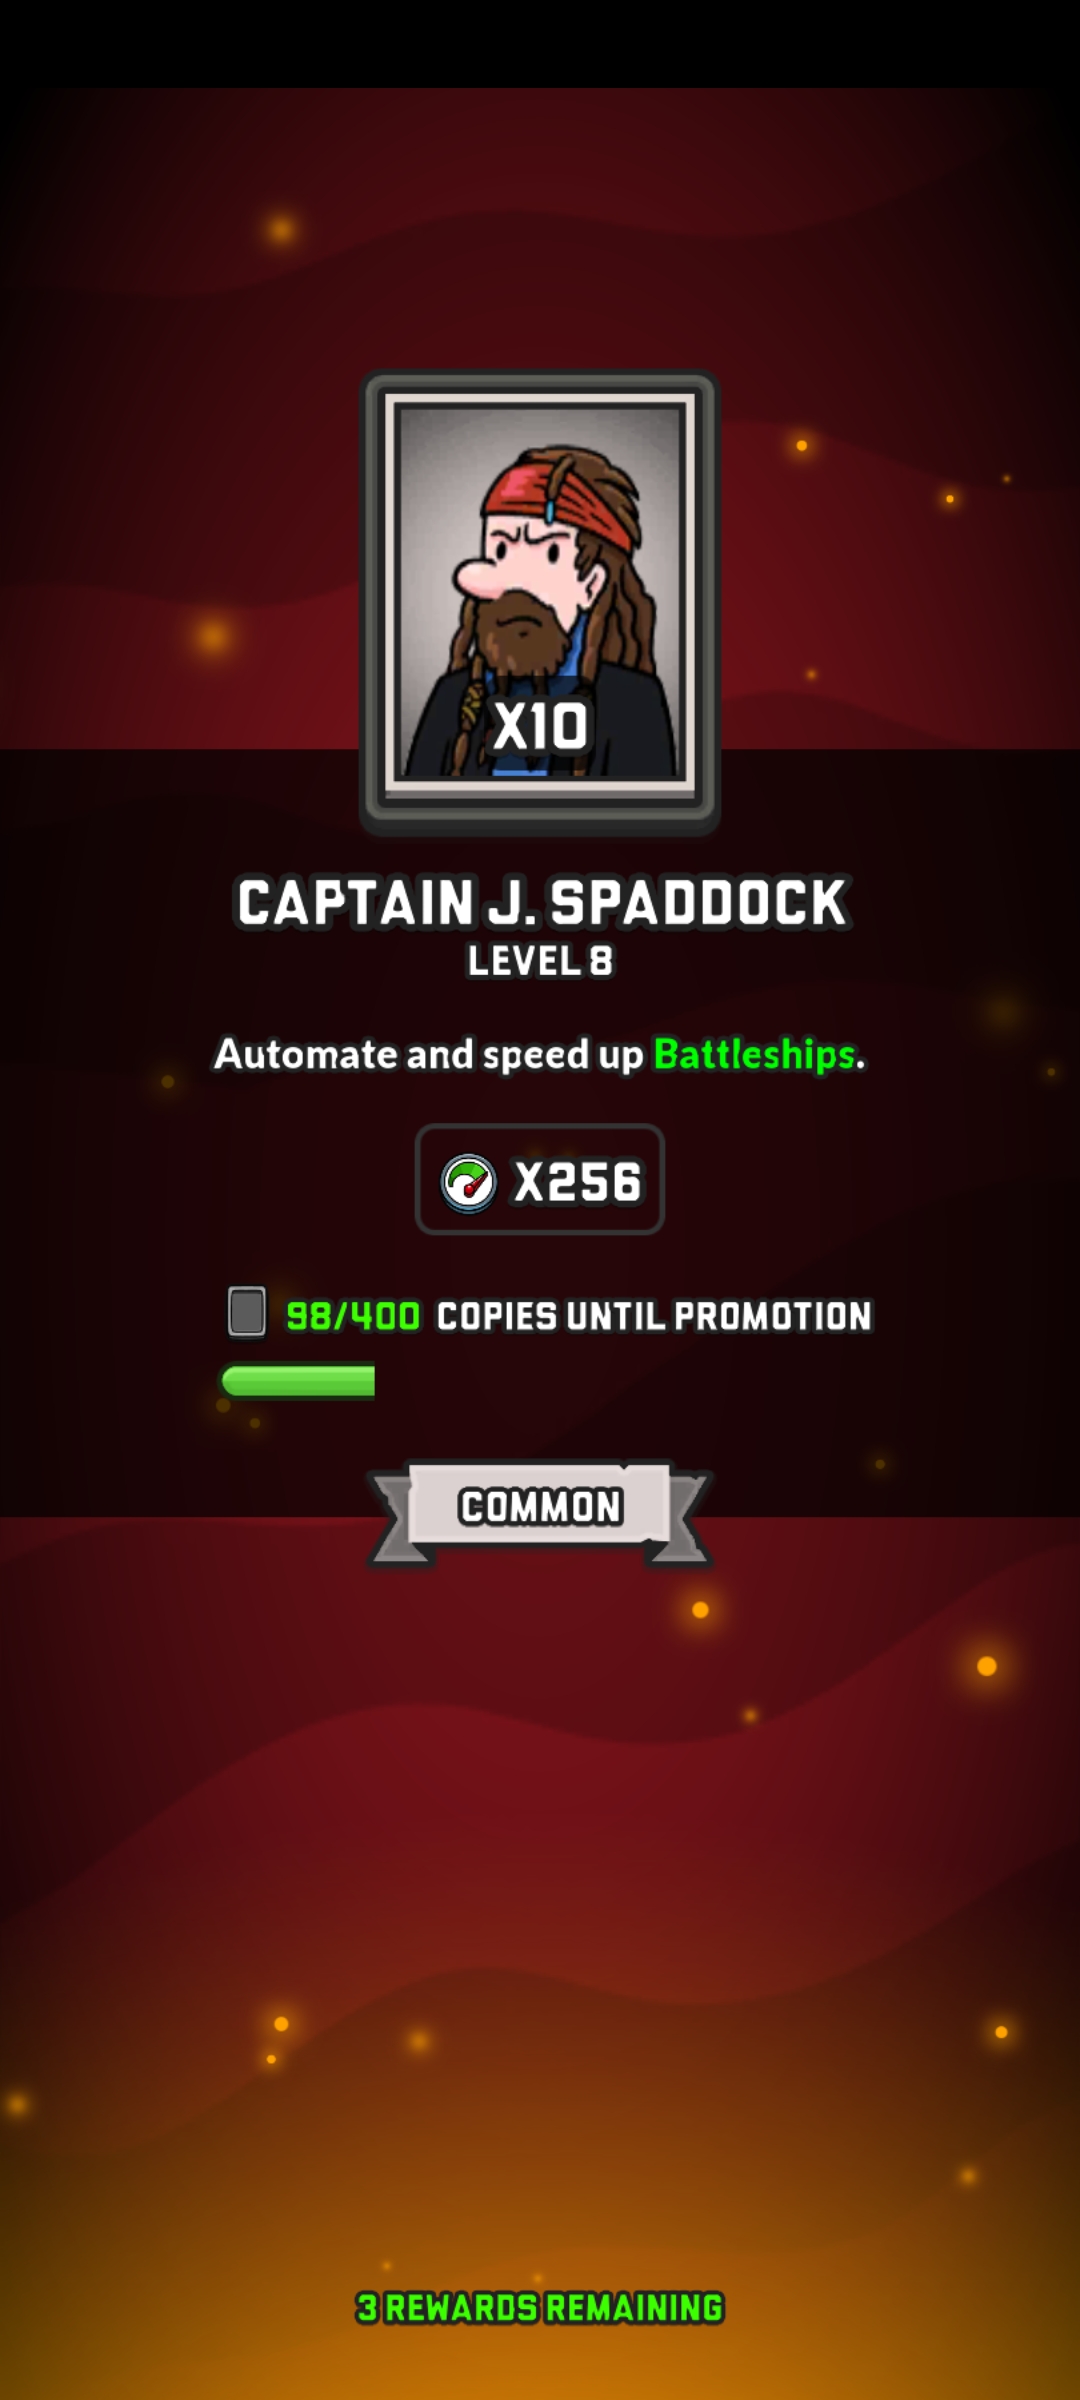 X10
CAPTAIN J. SPADDOCK
LEVEL 8
Automate and speed up Battleships.
X256
98/400 COPIES UNTIL PROMOTION
COMMON
3 REWARDS REMAINING